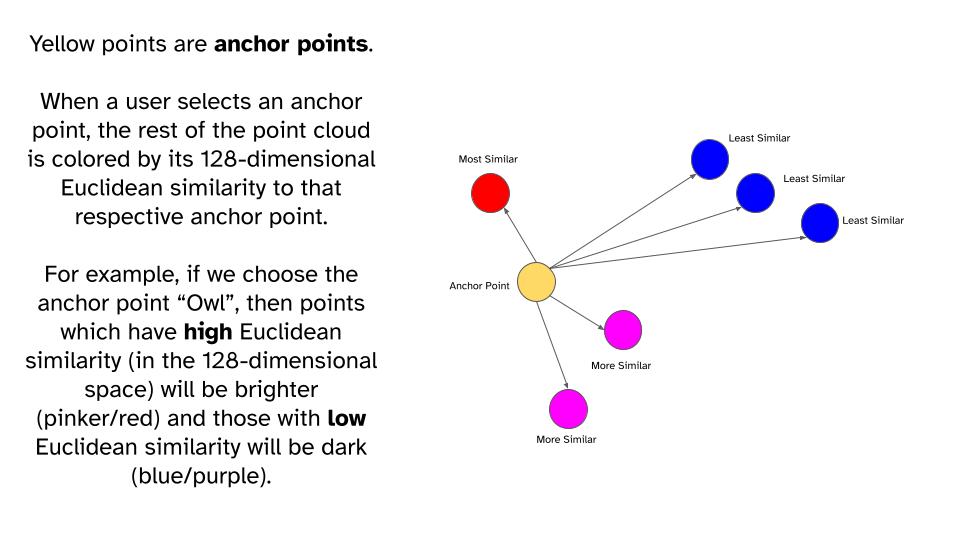 Yellow points are anchor points.
When a user selects an anchor
point, the rest of the point cloud
is colored by its 128-dimensional
Euclidean similarity to that
respective anchor point.
For example, if we choose the
anchor point “Owl”, then points
which have high Euclidean
similarity (in the 128-dimensional
space) will be brighter
(pinker/red) and those with low
Euclidean similarity will be dark
(blue/purple).
Least Similar
Most Similar
Least Similar
Least Similar
Anchor Point
More Similar
More Similar